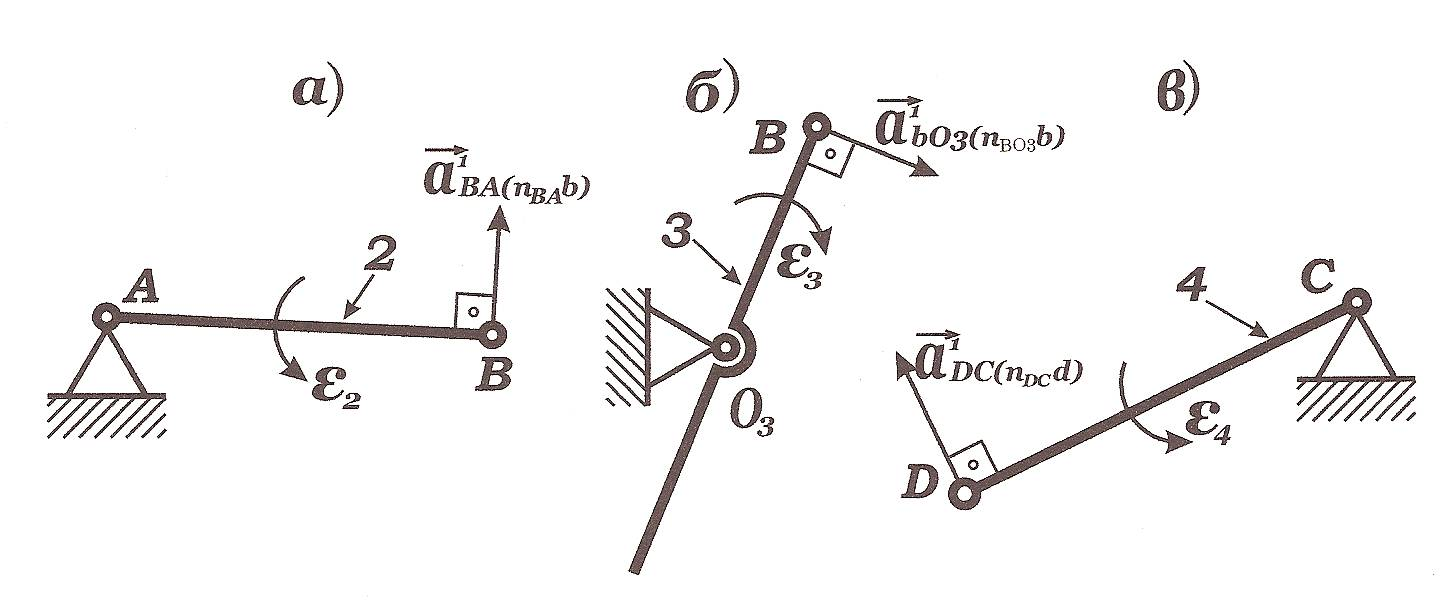 а) б) в)
A
2
B
ε₂
a¹BA(nBAb)
B
3
ε₃
O₃
a¹bO3(nBO3b)
C
4
D
ε₄
a¹DC(nDCd)